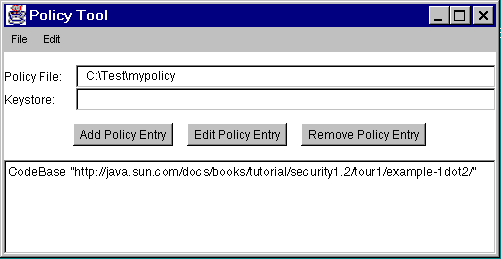 Policy Tool
File Edit
Policy File: C:\Test\mypolicy
Keystore:
Add Policy Entry Edit Policy Entry Remove Policy Entry
CodeBase "http://java.sun.com/docs/books/tutorial/security1.2/tour1/example-1dot2/"